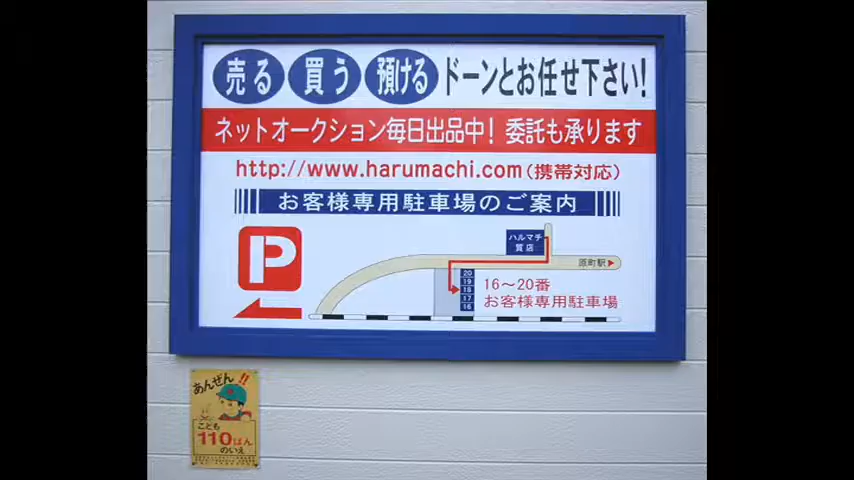 売る 買う 預ける ドーンとお任せ下さい!
ネットオークション毎日出品中! 委託も承ります
http://www.harumachi.com(携帯対応)
お客様専用駐車場のご案内
P
ハルマチ
質店
原町駅▶
20
19
18
17
16
16〜20番
お客様専用駐車場
あんぜん!!
こども
110ばん
のいえ